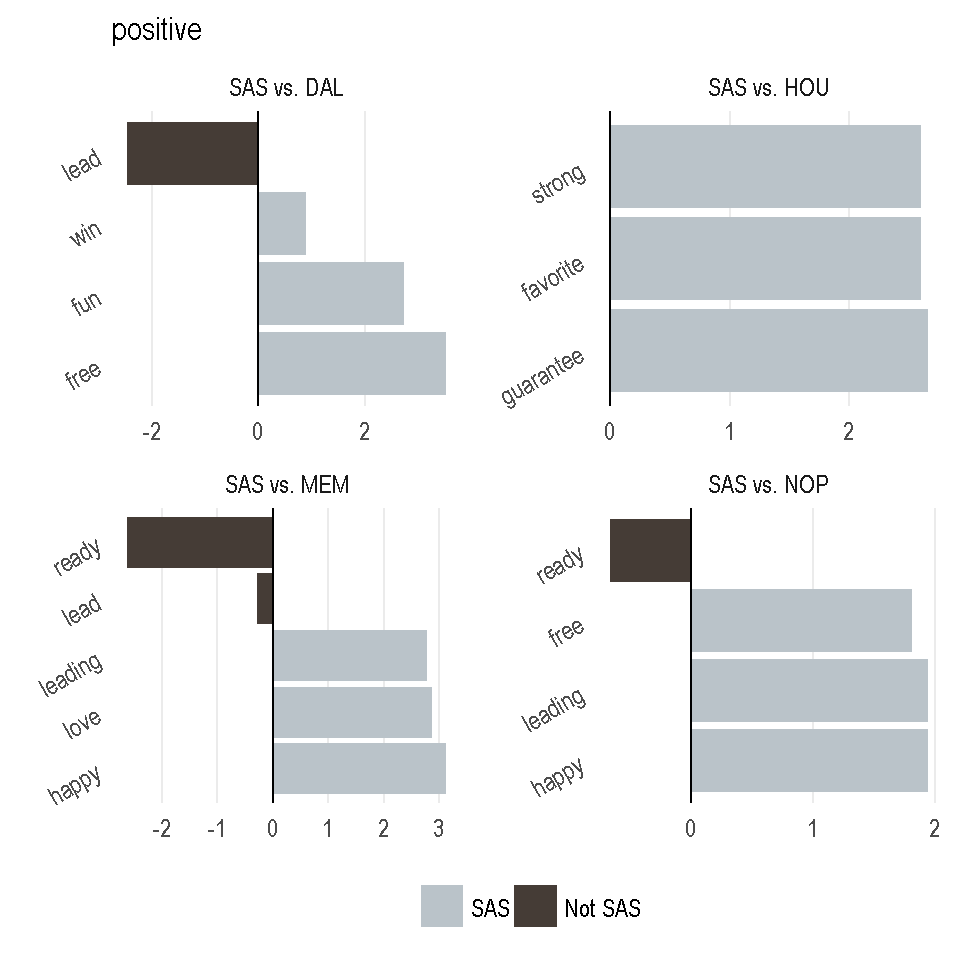 positive
SAS vs. DAL
lead
win
fun
free
-2 0 2
SAS vs. HOU
strong
favorite
guarantee
0 1 2
SAS vs. MEM
ready
lead
leading
love
happy
-2 -1 0 1 2 3
SAS vs. NOP
ready
free
leading
happy
0 1 2
SAS Not SAS